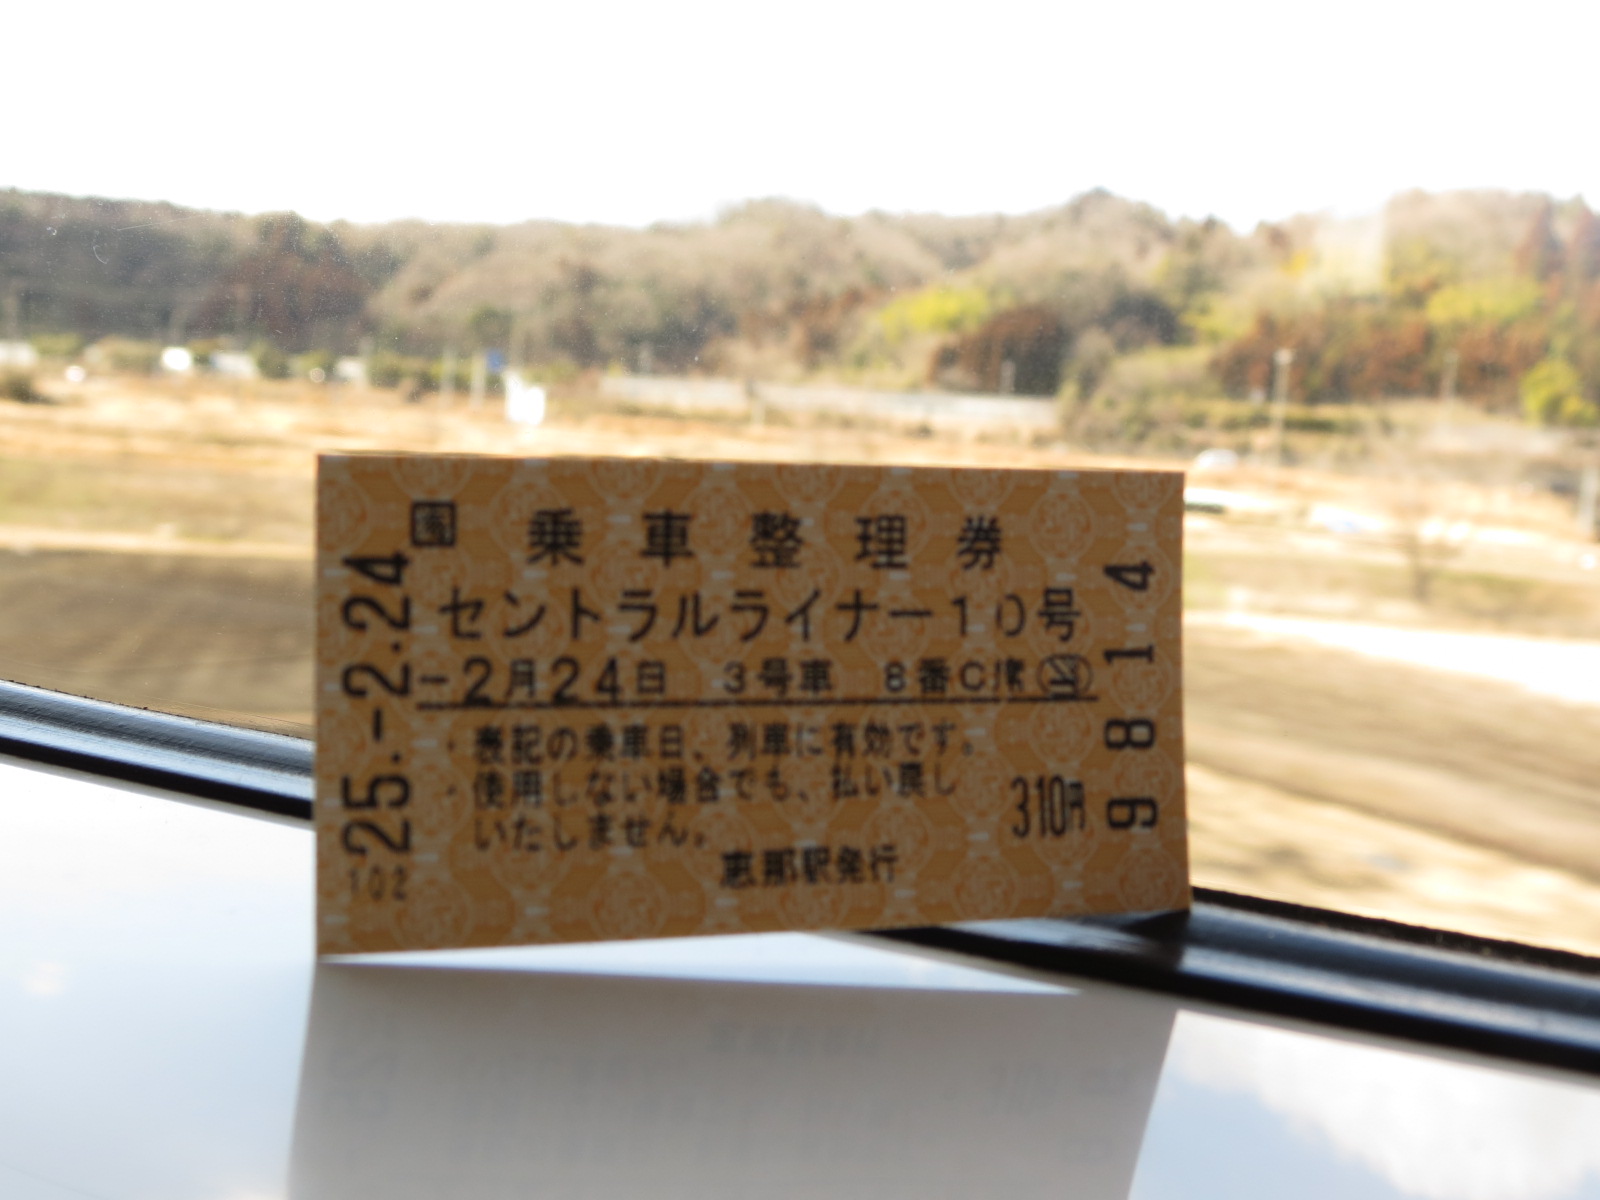 乗車整理券
セントラルライナー10号
-2月24日 3号車 8番C席
・表記の乗車日、列車に有効です。
・使用しない場合でも、払い戻し
いたしません。
310円
恵那駅発行
25.-2.24
102
9814